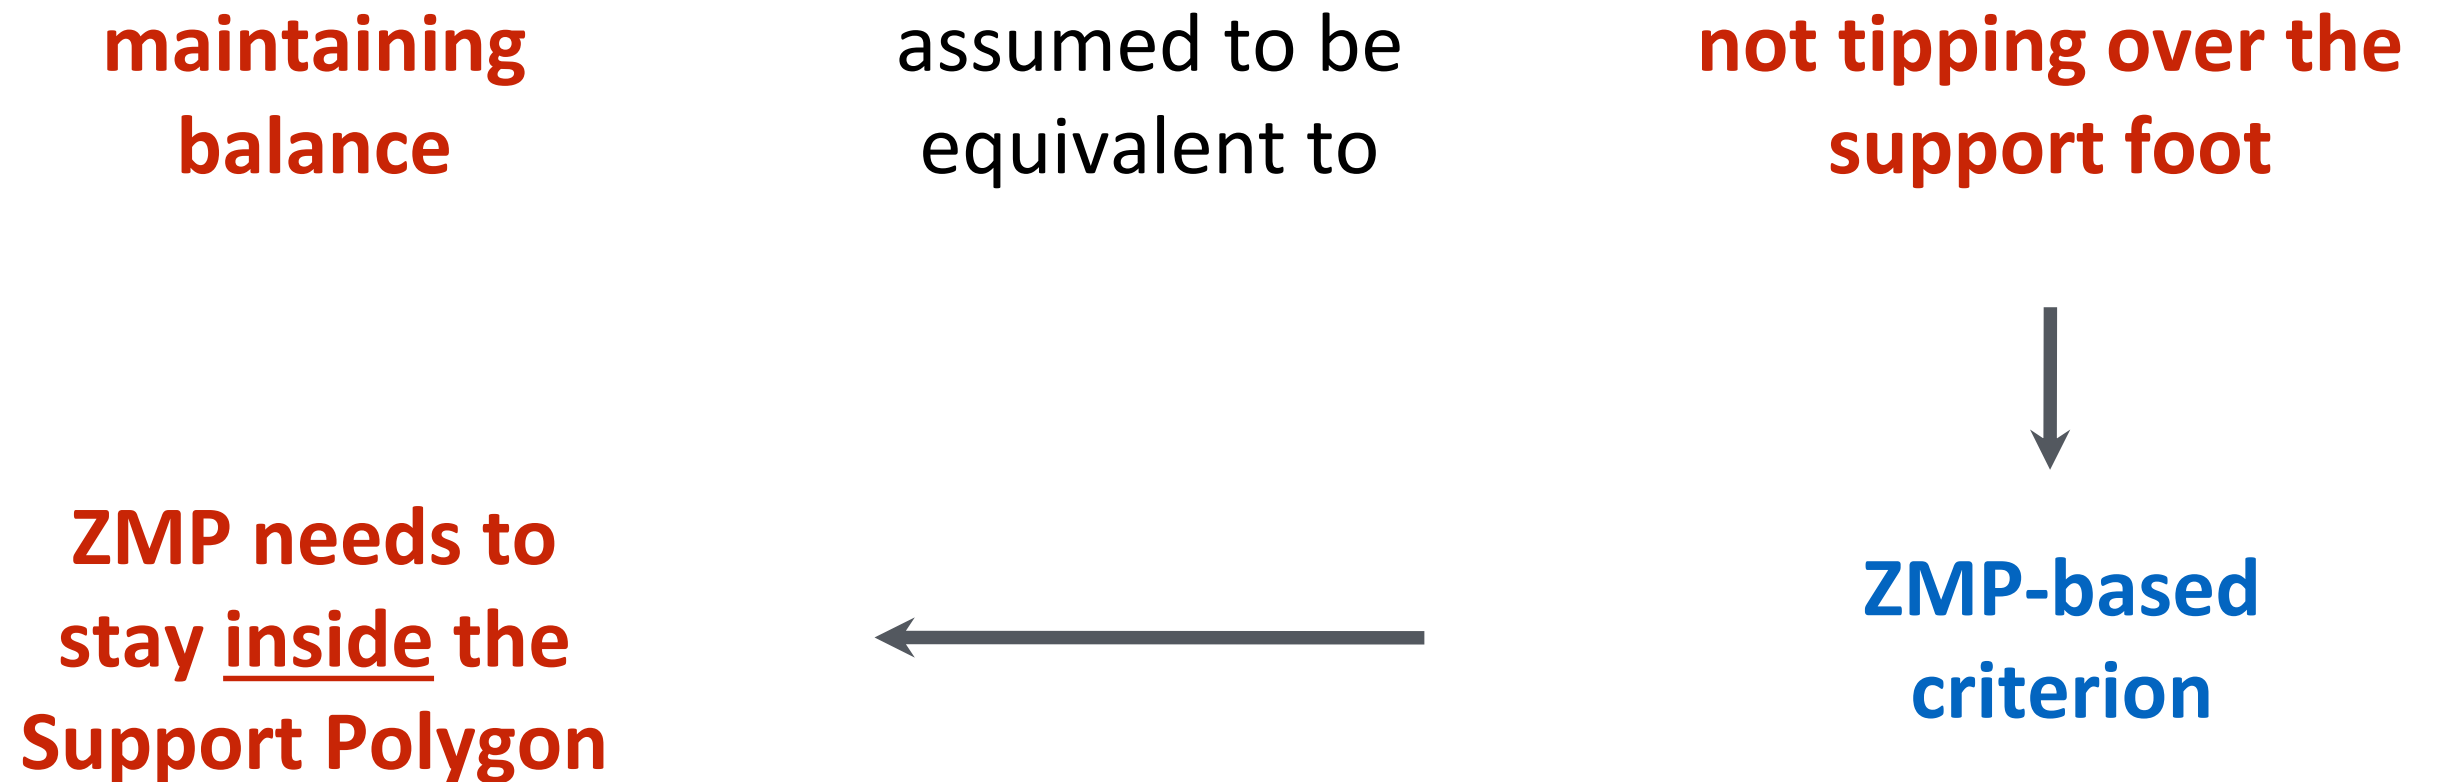 maintaining
balance
assumed to be
equivalent to
not tipping over the
support foot
ZMP needs to
stay inside the
Support Polygon
ZMP-based
criterion